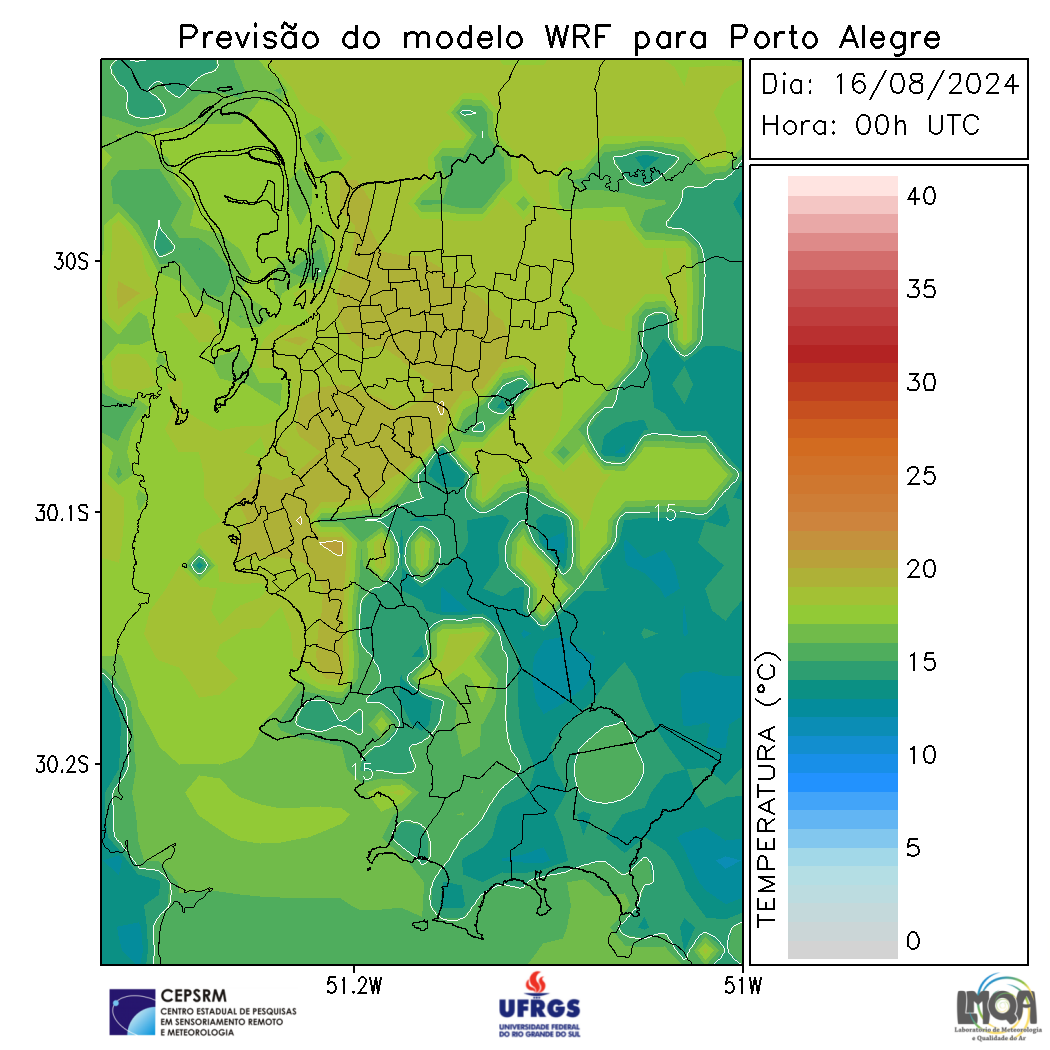 Previsão do modelo WRF para Porto Alegre
Dia: 16/08/2024
Hora: 00h UTC
30S
30.1S
30.2S
51.2W
51W
15
15
40
35
30
25
20
15
10
5
0
TEMPERATURA (°C)
CEPSRM
CENTRO ESTADUAL DE PESQUISAS
EM SENSORIAMENTO REMOTO
E METEOROLOGIA
UFRGS
UNIVERSIDADE FEDERAL
DO RIO GRANDE DO SUL
LMQA
Laboratório de Meteorologia
e Qualidade do Ar